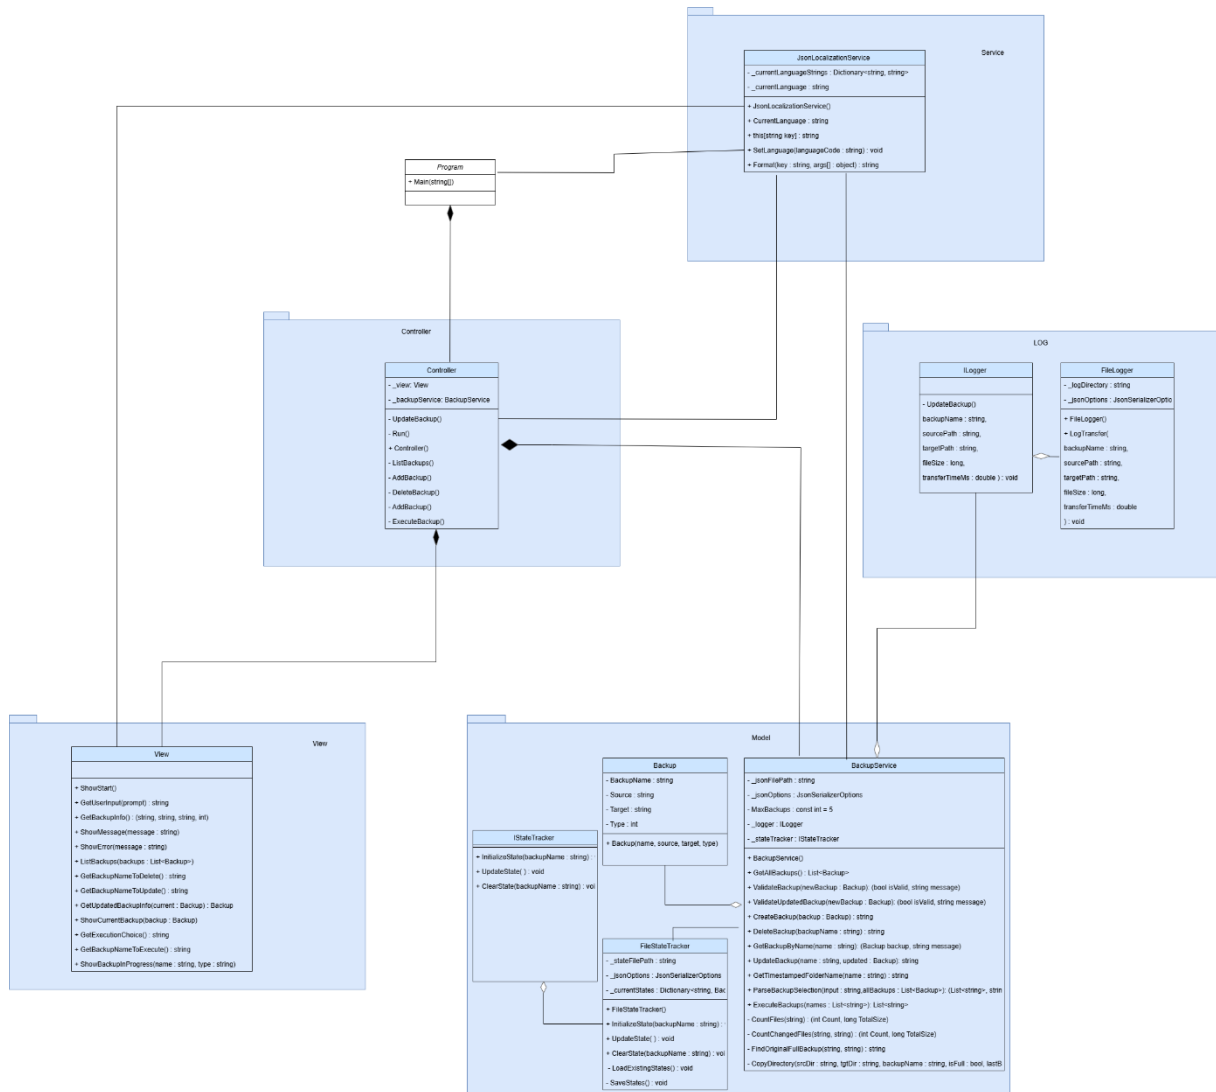 Service
JsonLocalizationService
- _currentLanguageStrings : Dictionary<string, string>
- _currentLanguage : string
+ JsonLocalizationService()
+ CurrentLanguage : string
+ this[string key] : string
+ SetLanguage(languageCode : string) : void
+ Format(key : string, args[] : object) : string
Program
+ Main(string[])
Controller
Controller
- _view: View
- _backupService: BackupService
- UpdateBackup()
- Run()
+ Controller()
- ListBackups()
- AddBackup()
- DeleteBackup()
- AddBackup()
- ExecuteBackup()
LOG
ILogger
- UpdateBackup()
backupName : string,
sourcePath : string,
targetPath : string,
fileSize : long,
transferTimeMs : double ) : void
FileLogger
- _logDirectory : string
- _jsonOptions : JsonSerializerOptio
+ FileLogger()
+ LogTransfer(
backupName : string,
sourcePath : string,
targetPath : string,
fileSize : long,
transferTimeMs : double
) : void
View
View
+ ShowStart()
+ GetUserInput(prompt) : string
+ GetBackupInfo() : (string, string, string, int)
+ ShowMessage(message : string)
+ ShowError(message : string)
+ ListBackups(backups : List<Backup>)
+ GetBackupNameToDelete() : string
+ GetBackupNameToUpdate() : string
+ GetUpdatedBackupInfo(current : Backup) : Backup
+ ShowCurrentBackup(backup : Backup)
+ GetExecutionChoice() : string
+ GetBackupNameToExecute() : string
+ ShowBackupInProgress(name : string, type : string)
Model
IStateTracker
+ InitializeState(backupName : string) :
+ UpdateState( ) : void
+ ClearState(backupName : string) : voi
Backup
- BackupName : string
- Source : string
- Target : string
- Type : int
+ Backup(name, source, target, type)
FileStateTracker
- _stateFilePath : string
- _jsonOptions : JsonSerializerOptions
- _currentStates : Dictionary<string, Bac
+ FileStateTracker()
+ InitializeState(backupName : string) :
+ UpdateState( ) : void
+ ClearState(backupName : string) : voi
- LoadExistingStates() : void
- SaveStates() : void
BackupService
- _jsonFilePath : string
- _jsonOptions : JsonSerializerOptions
- MaxBackups : const int = 5
- _logger : ILogger
- _stateTracker : IStateTracker
+ BackupService()
+ GetAllBackups() : List<Backup>
+ ValidateBackup(newBackup : Backup) : (bool isValid, string message)
+ ValidateUpdatedBackup(newBackup : Backup): (bool isValid, string message)
+ CreateBackup(backup : Backup) : string
+ DeleteBackup(backupName : string) : string
+ GetBackupByName(name : string) : (Backup backup, string message)
+ UpdateBackup(name : string, updated : Backup): string
+ GetTimestampedFolderName(name : string) : string
+ ParseBackupSelection(input : string,allBackups : List<Backup>): (List<string>, strin
+ ExecuteBackups(names : List<string>): List<string>
- CountFiles(string) : (int Count, long TotalSize)
- CountChangedFiles(string, string) : (int Count, long TotalSize)
- FindOriginalFullBackup(string, string) : string
- CopyDirectory(srcDir : string, tgtDir : string, backupName : string, isFull : bool, lastB